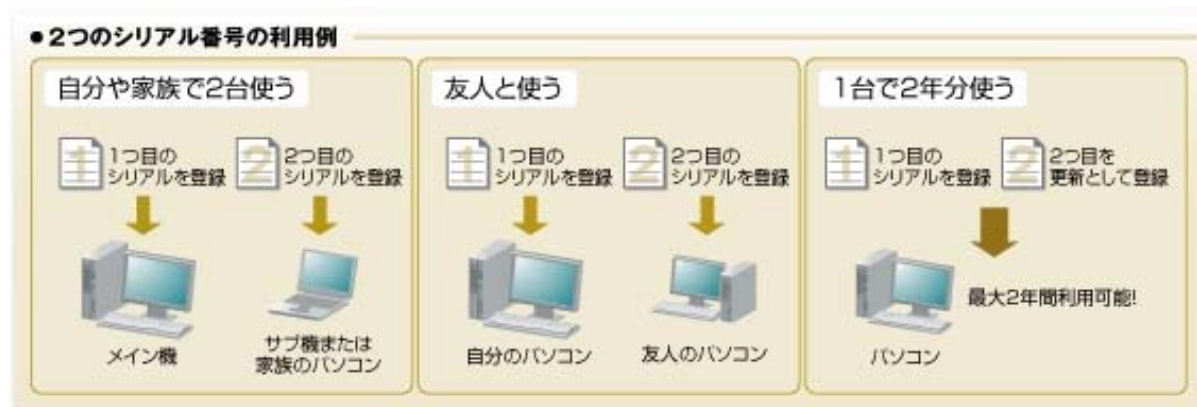 ●2つのシリアル番号の利用例
自分や家族で2台使う
1
1つ目の
シリアルを登録
2
2つ目の
シリアルを登録
メイン機
サブ機または
家族のパソコン
友人と使う
1
1つ目の
シリアルを登録
2
2つ目の
シリアルを登録
自分のパソコン
友人のパソコン
1台で2年分使う
1
1つ目の
シリアルを登録
2
2つ目を
更新として登録
最大2年間利用可能!
パソコン